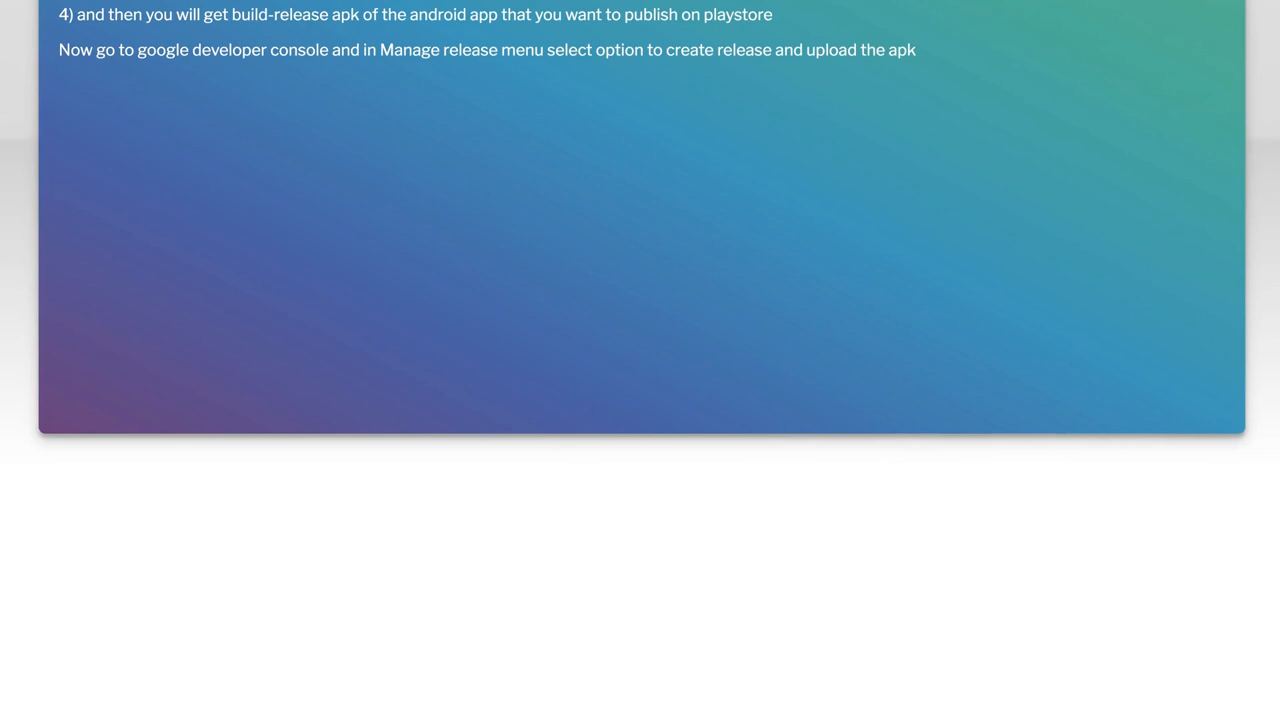 4) and then you will get build-release apk of the android app that you want to publish on playstore
Now go to google developer console and in Manage release menu select option to create release and upload the apk